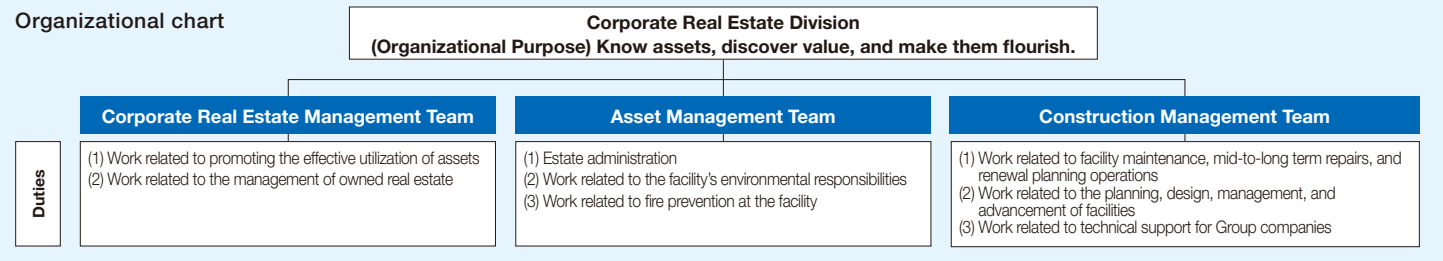 Organizational chart
Corporate Real Estate Division
(Organizational Purpose) Know assets, discover value, and make them flourish.
Corporate Real Estate Management Team
Asset Management Team
Construction Management Team
Duties
(1) Work related to promoting the effective utilization of assets
(2) Work related to the management of owned real estate
(1) Estate administration
(2) Work related to the facility's environmental responsibilities
(3) Work related to fire prevention at the facility
(1) Work related to facility maintenance, mid-to-long term repairs, and
renewal planning operations
(2) Work related to the planning, design, management, and
advancement of facilities
(3) Work related to technical support for Group companies